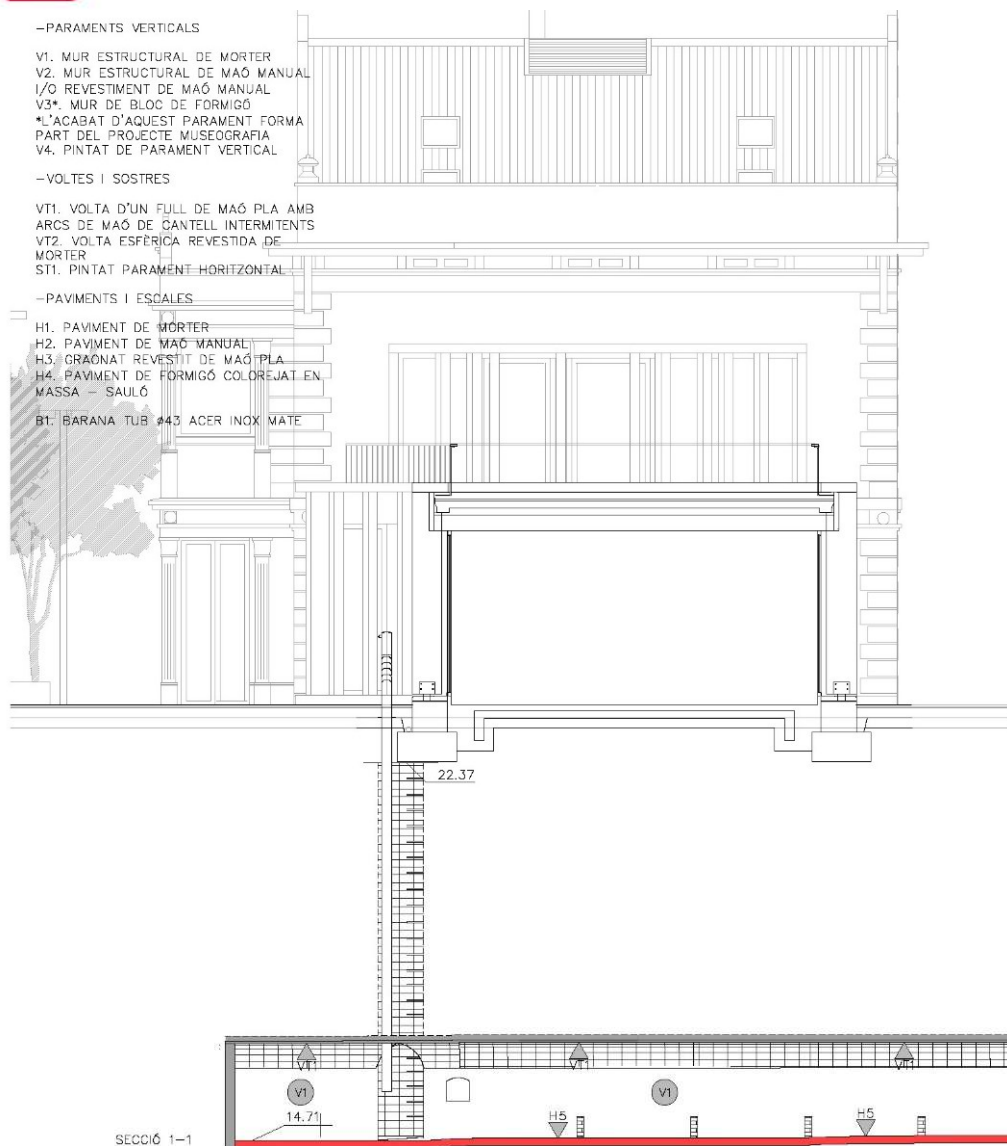 -PARAMENTS VERTICALS
V1. MUR ESTRUCTURAL DE MORTER
V2. MUR ESTRUCTURAL DE MAÓ MANUAL
I/O REVESTIMENT DE MAÓ MANUAL
V3*. MUR DE BLOC DE FORMIGÓ
*L'ACABAT D'AQUEST PARAMENT FORMA
PART DEL PROJECTE MUSEOGRAFIA
V4. PINTAT DE PARAMENT VERTICAL
-VOLTES I SOSTRES
VT1. VOLTA D'UN FULL DE MAÓ PLA AMB
ARCS DE MAÓ DE CANTELL INTERMITENTS
VT2. VOLTA ESFÈRICA REVESTIDA DE
MORTER
ST1. PINTAT PARAMENT HORITZONTAL
-PAVIMENTS I ESCALES
H1. PAVIMENT DE MORTER
H2. PAVIMENT DE MAÓ MANUAL
H3. GRAONAT REVESTIT DE MAÓ PLA
H4. PAVIMENT DE FORMIGÓ COLOREJAT EN
MASSA - SAULÓ
B1. BARANA TUB ø43 ACER INOX MATE
22.37
VT1 VT1 VT1
V1 V1
14.71
H5 H5
SECCIÓ 1-1